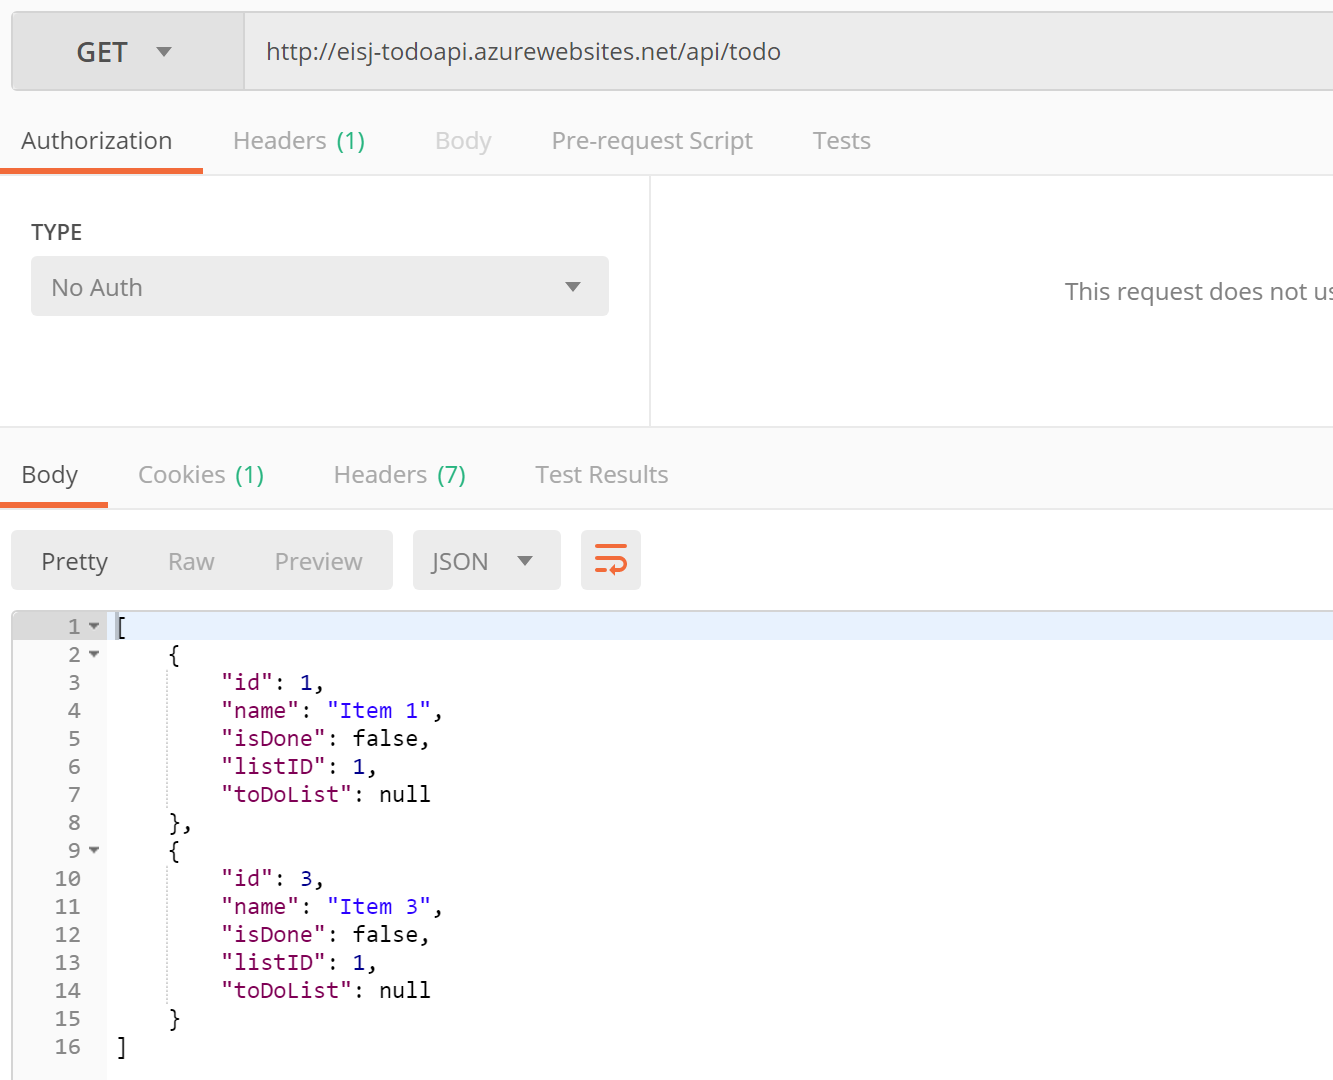 GET http://eisj-todoapi.azurewebsites.net/api/todo
Authorization Headers (1) Body Pre-request Script Tests
TYPE
No Auth
This request does not us
Body Cookies (1) Headers (7) Test Results
Pretty Raw Preview JSON
1 [
2 {
3 "id": 1,
4 "name": "Item 1",
5 "isDone": false,
6 "listID": 1,
7 "toDoList": null
8 },
9 {
10 "id": 3,
11 "name": "Item 3",
12 "isDone": false,
13 "listID": 1,
14 "toDoList": null
15 }
16 ]